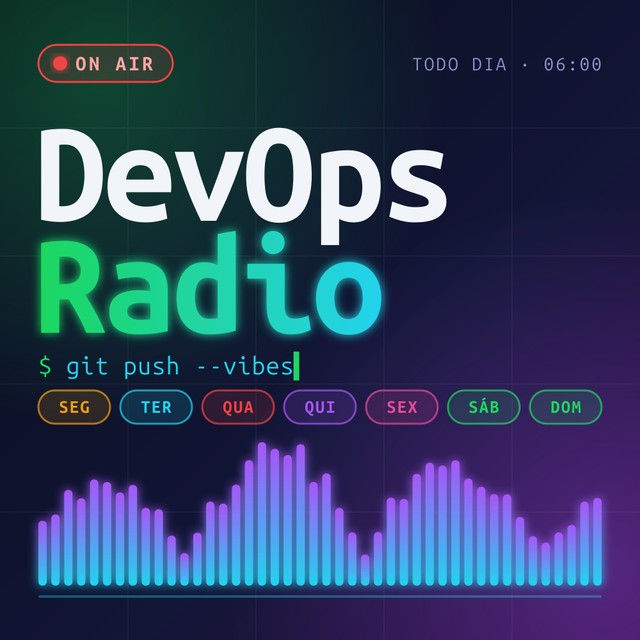 ON AIR
TODO DIA · 06:00
DevOps
Radio
$ git push --vibes
SEG TER QUA QUI SEX SÁB DOM